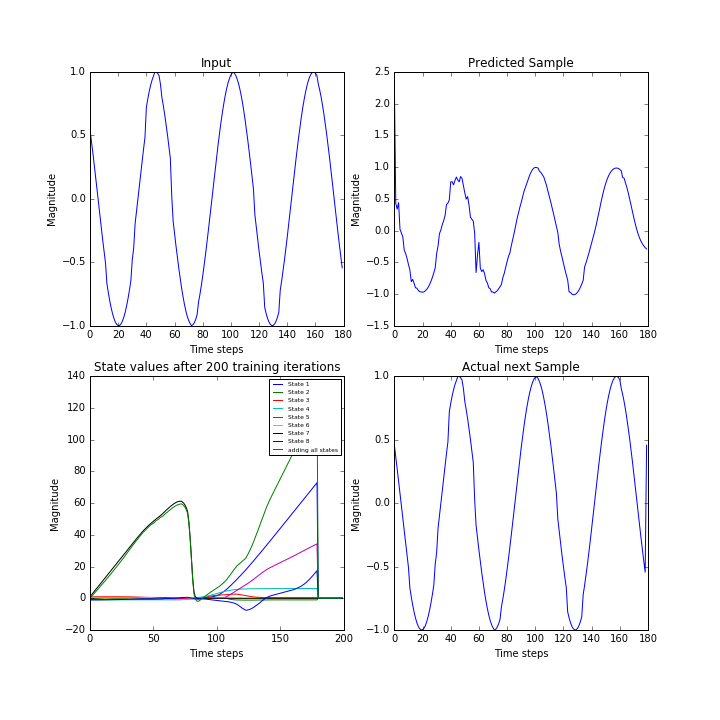 Input
1.0
0.5
0.0
−0.5
−1.0
Magnitude
0 20 40 60 80 100 120 140 160 180
Time steps
Predicted Sample
2.5
2.0
1.5
1.0
0.5
0.0
−0.5
−1.0
−1.5
Magnitude
0 20 40 60 80 100 120 140 160 180
Time steps
State values after 200 training iterations
140
120
100
80
60
40
20
0
−20
Magnitude
0 50 100 150 200
Time steps
State 1
State 2
State 3
State 4
State 5
State 6
State 7
State 8
adding all states
Actual next Sample
1.0
0.5
0.0
−0.5
−1.0
Magnitude
0 20 40 60 80 100 120 140 160 180
Time steps